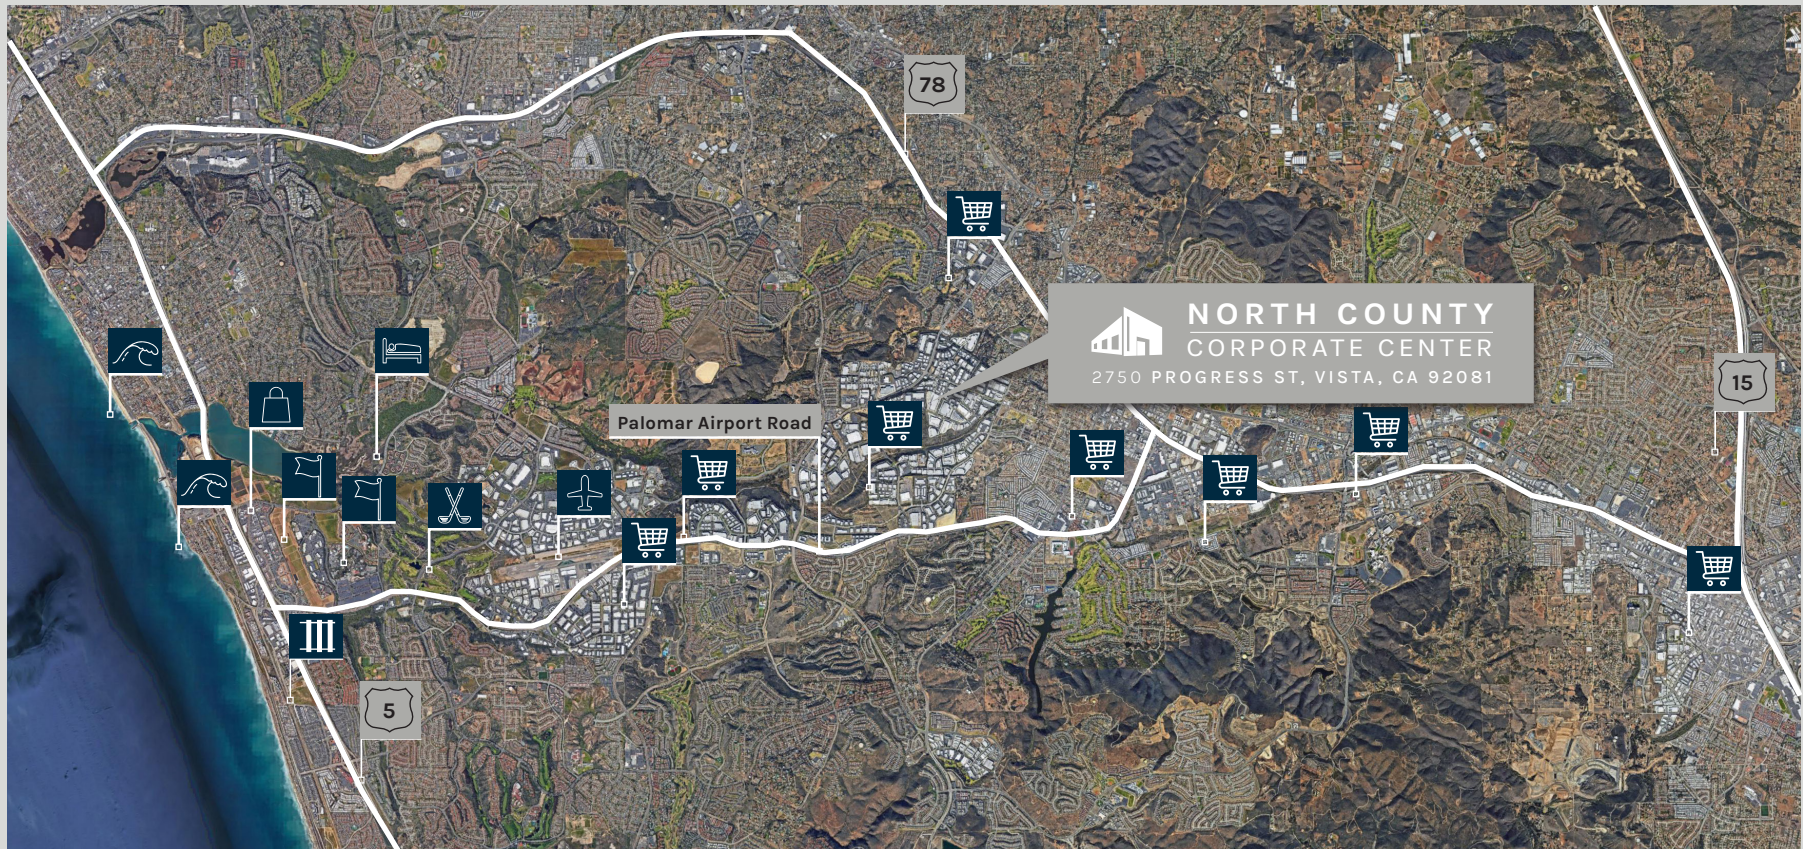 78
NORTH COUNTY
CORPORATE CENTER
2750 PROGRESS ST, VISTA, CA 92081
15
Palomar Airport Road
5